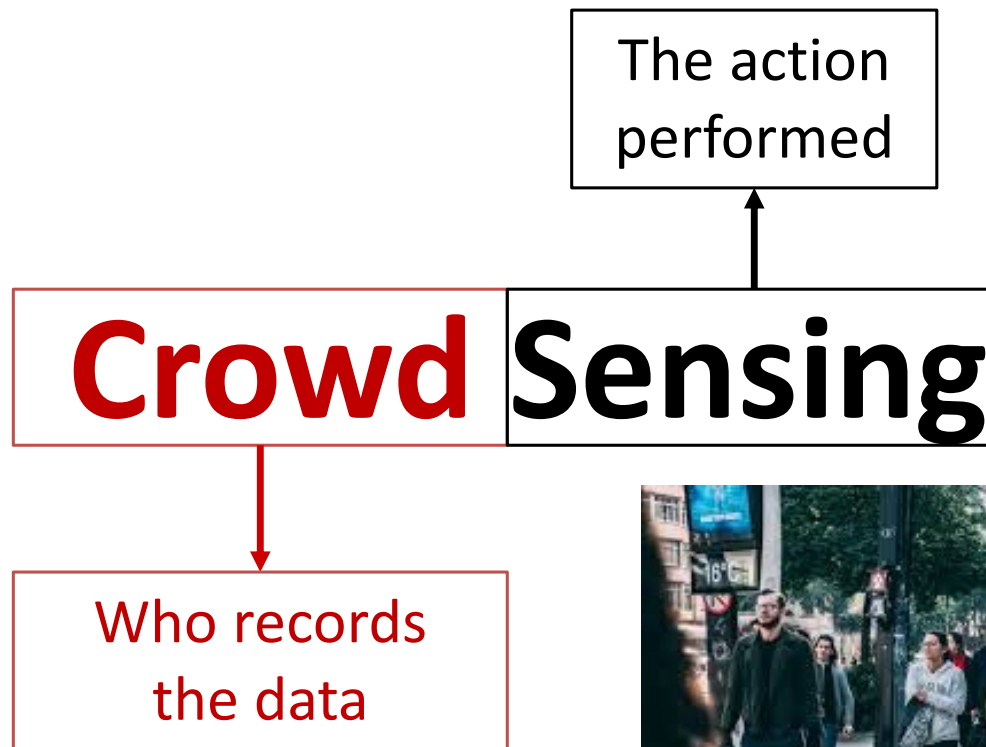 The action
performed
Crowd Sensing
Who records
the data
16°C